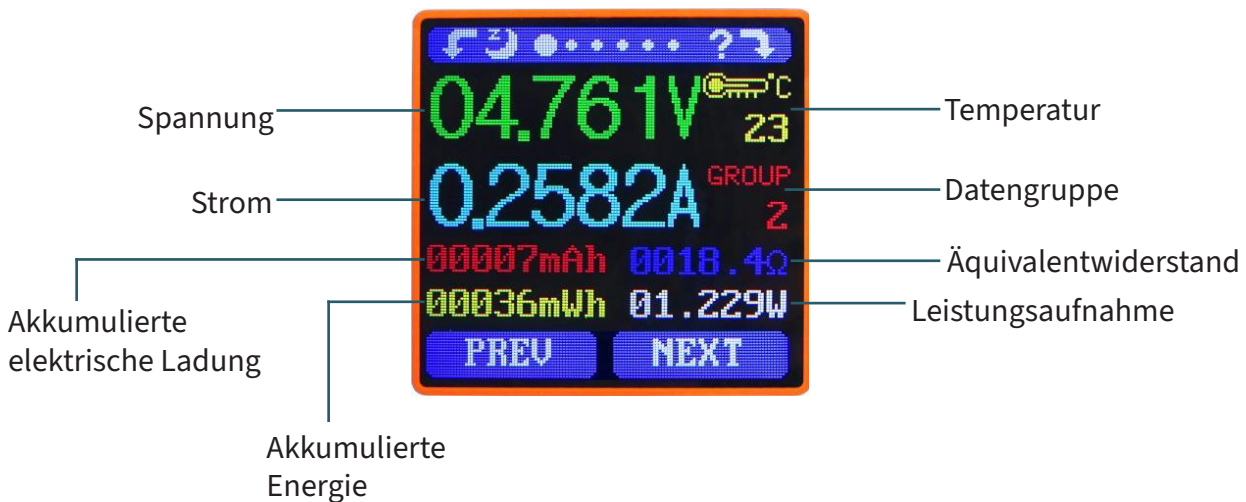 ?
04.761V °C
Spannung
Temperatur
23
0.2582A GROUP
Strom
Datengruppe
2
00007mAh 0018.4Ω
Äquivalentwiderstand
00036mWh 01.229W
Leistungsaufnahme
Akkumulierte
elektrische Ladung
PREV NEXT
Akkumulierte
Energie